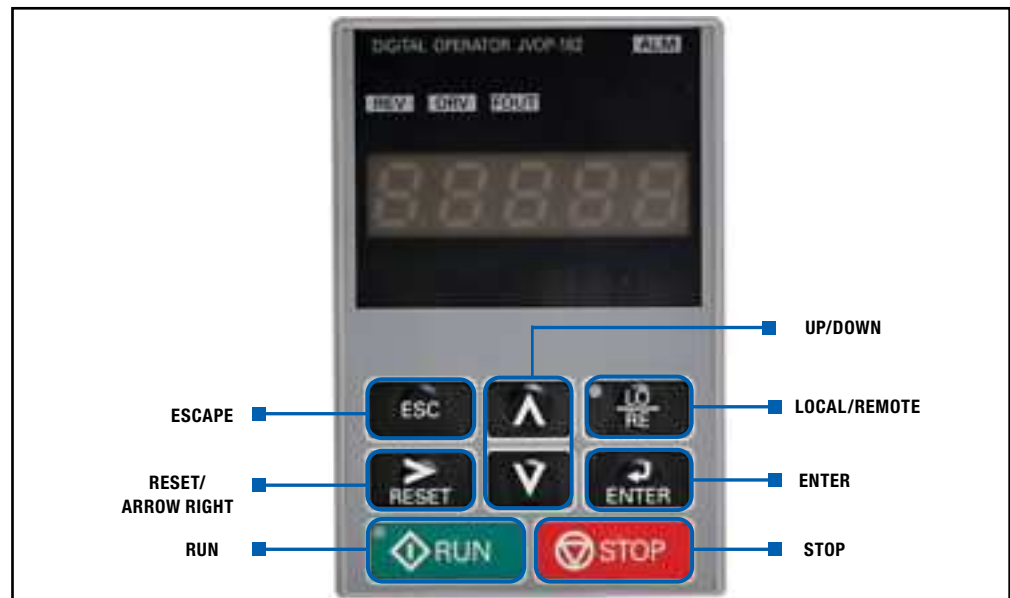 DIGITAL OPERATOR JVOP-182 ALM
REV DRV FOUT
88888
UP/DOWN
ESC
LO
RE
ESCAPE
LOCAL/REMOTE
RESET
ENTER
RESET/
ARROW RIGHT
ENTER
RUN
RUN
STOP
STOP